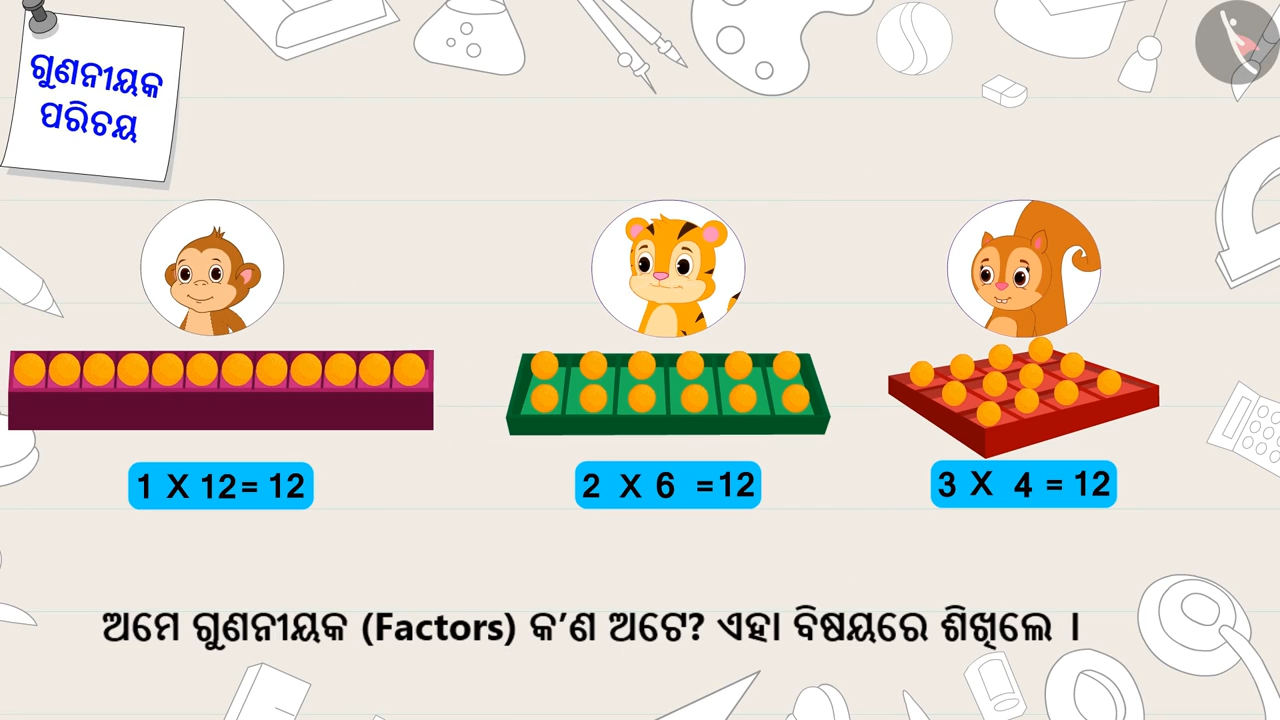 ଗୁଣନୀୟକ
ପରିଚୟ
1 X 12 = 12
2 X 6 = 12
3 X 4 = 12
ଅମେ ଗୁଣନୀୟକ (Factors) କ’ଣ ଅଟେ? ଏହା ବିଷୟରେ ଶିଖିଲେ ।